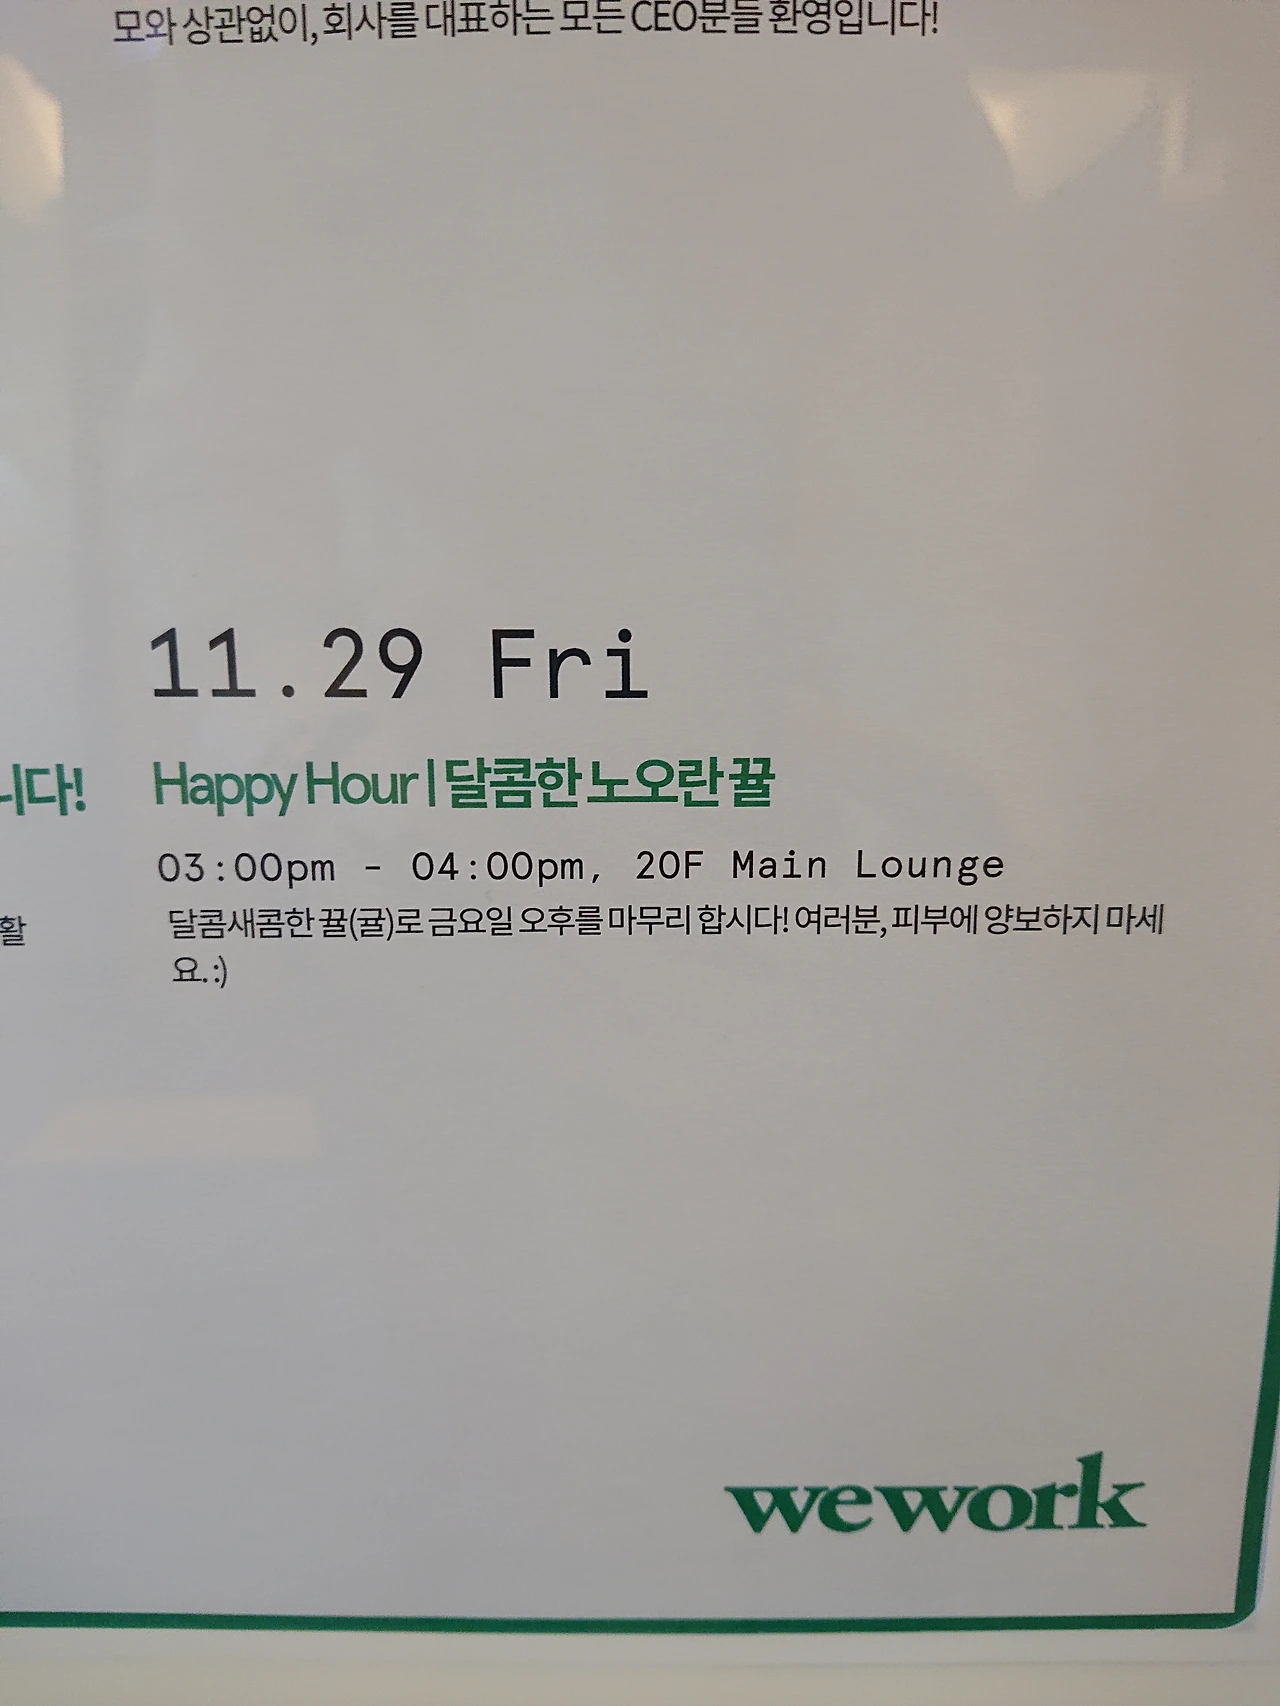 모와 상관없이, 회사를 대표하는 모든 CEO분들 환영입니다!
11.29 Fri
니다!
Happy Hour | 달콤한 노오란 뀰
03:00pm - 04:00pm, 20F Main Lounge
달콤새콤한 뀰(귤)로 금요일 오후를 마무리 합시다! 여러분, 피부에 양보하지 마세
활
요. :)
wework